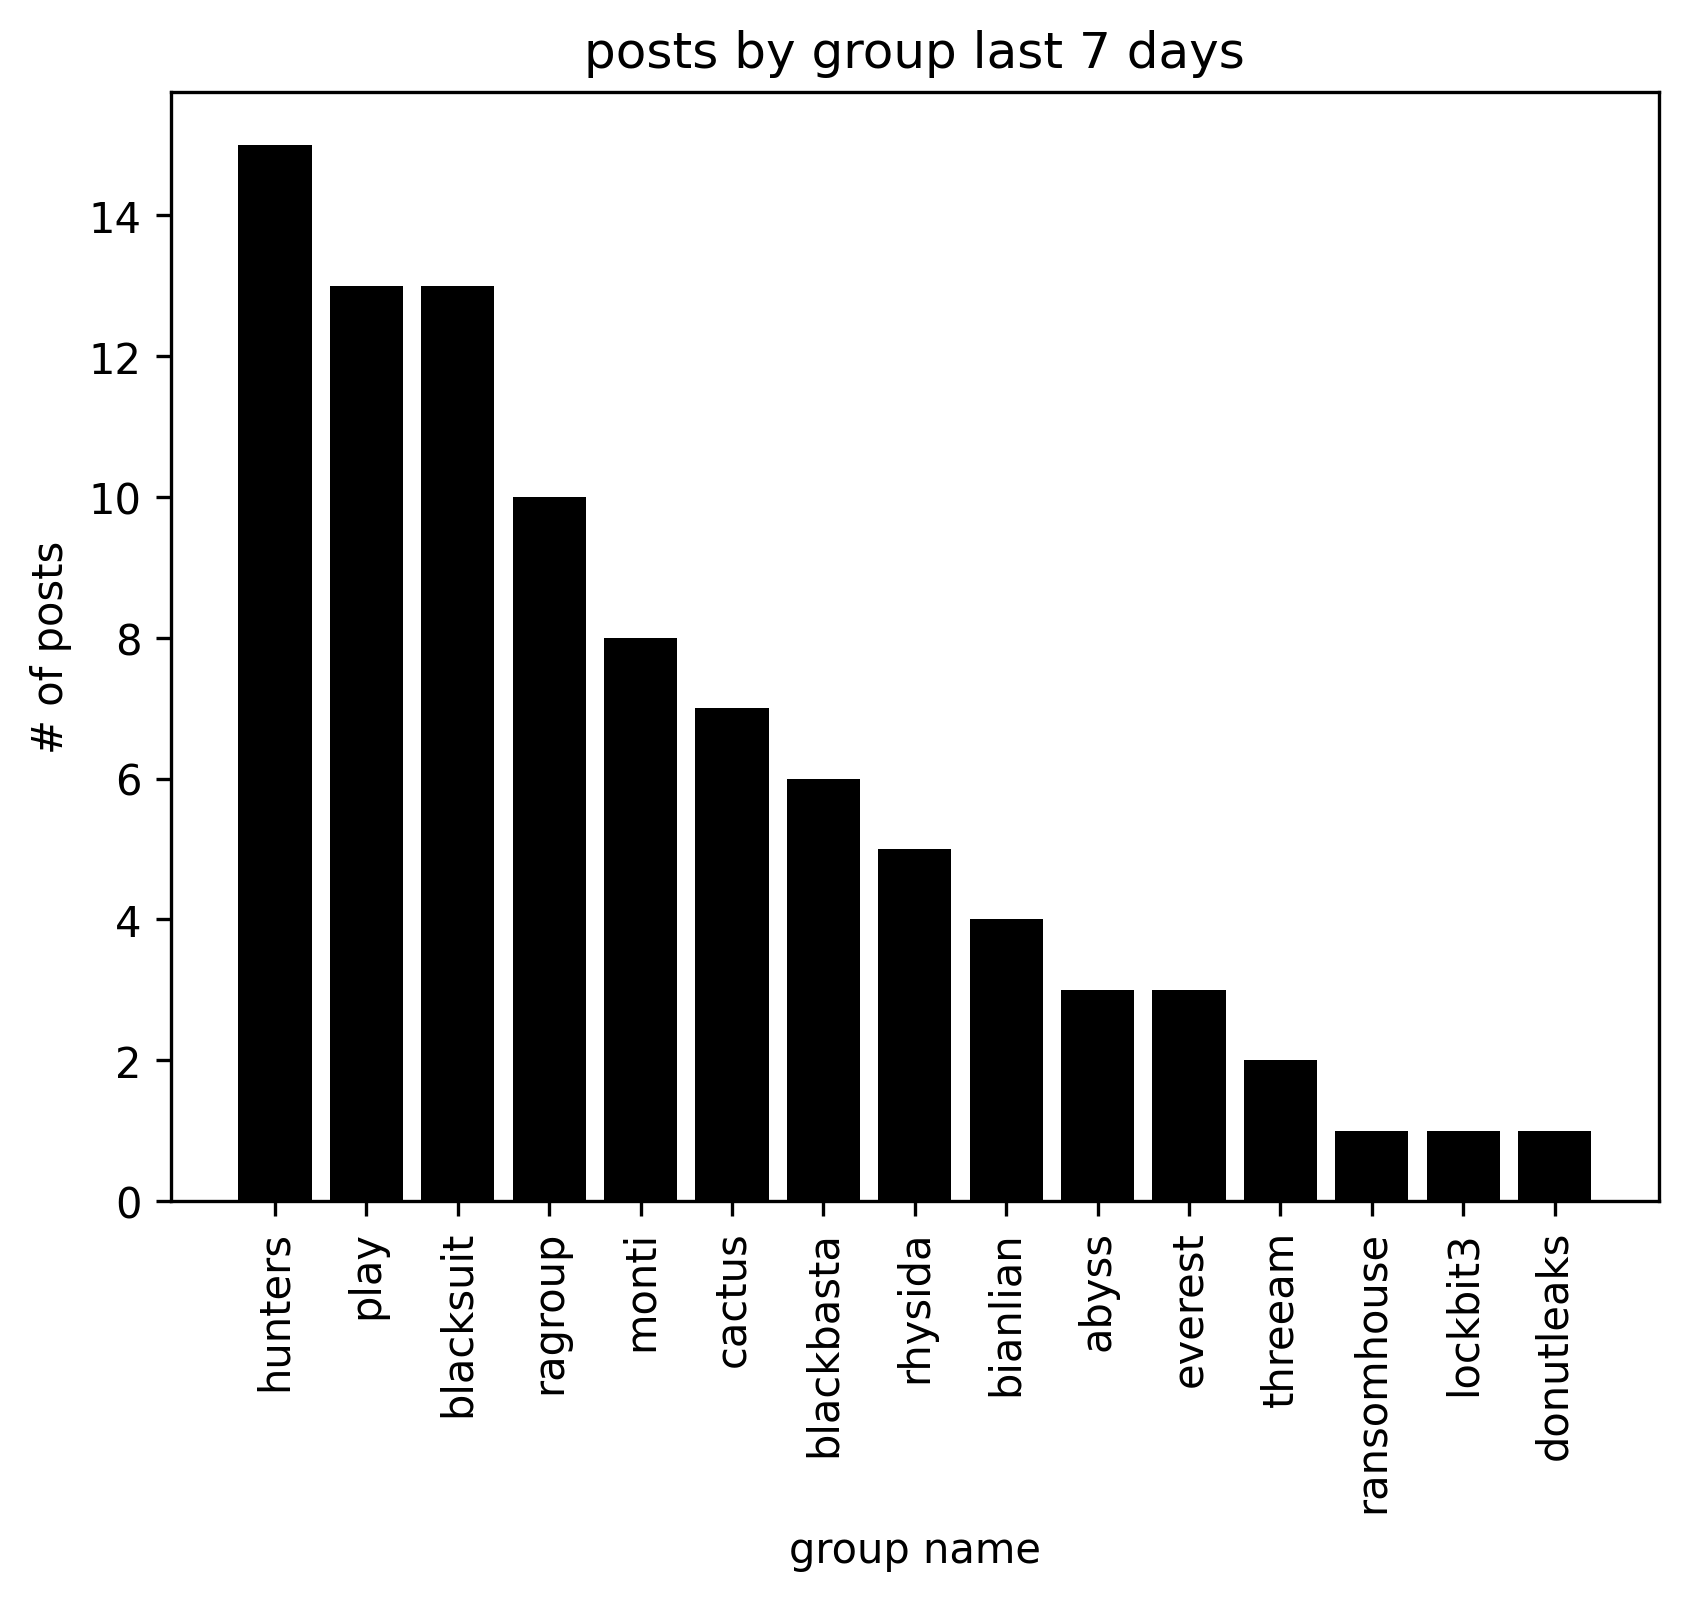 posts by group last 7 days
# of posts
14
12
10
8
6
4
2
0
hunters
play
blacksuit
ragroup
monti
cactus
blackbasta
rhysida
bianlian
abyss
everest
threeam
ransomhouse
lockbit3
donutleaks
group name